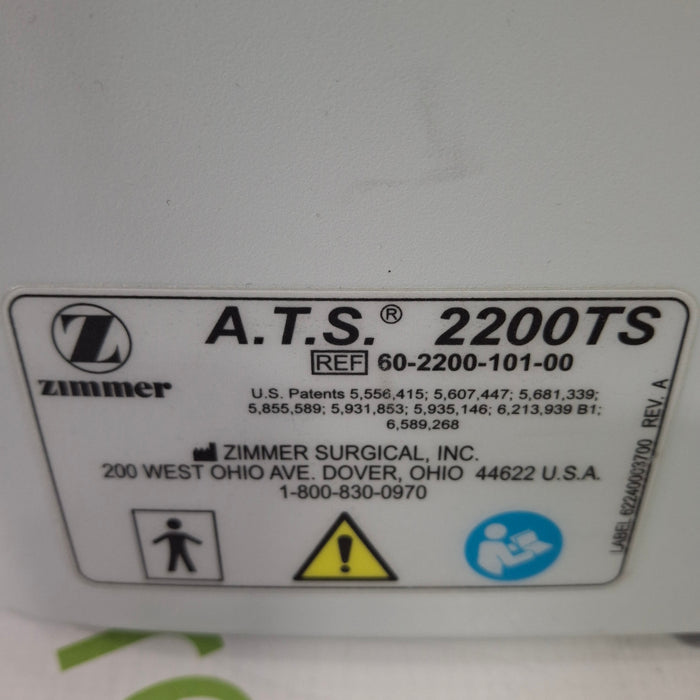 Z
zimmer
A.T.S.® 2200TS
REF 60-2200-101-00
U.S. Patents 5,556,415; 5,607,447; 5,681,339;
5,855,589; 5,931,853; 5,935,146; 6,213,939 B1;
6,589,268
ZIMMER SURGICAL, INC.
200 WEST OHIO AVE. DOVER, OHIO 44622 U.S.A.
1-800-830-0970
LABEL 62240003700 REV. A